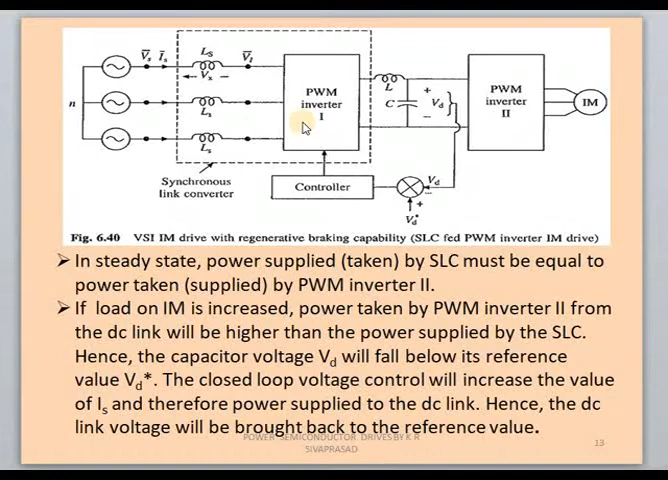 V̅s I̅s Ls V̅I
Vx
PWM
inverter
I
L
C
+
Vd
−
PWM
inverter
II
IM
n
Ls
Ls
Synchronous
link converter
Controller
Vd
−
+
Vd*
Fig. 6.40 VSI IM drive with regenerative braking capability (SLC fed PWM inverter IM drive)
➢ In steady state, power supplied (taken) by SLC must be equal to
power taken (supplied) by PWM inverter II.
➢ If load on IM is increased, power taken by PWM inverter II from
the dc link will be higher than the power supplied by the SLC.
Hence, the capacitor voltage Vd will fall below its reference
value Vd*. The closed loop voltage control will increase the value
of Is and therefore power supplied to the dc link. Hence, the dc
link voltage will be brought back to the reference value.
POWER SEMICONDUCTOR DRIVES BY K R
SIVAPRASAD
13